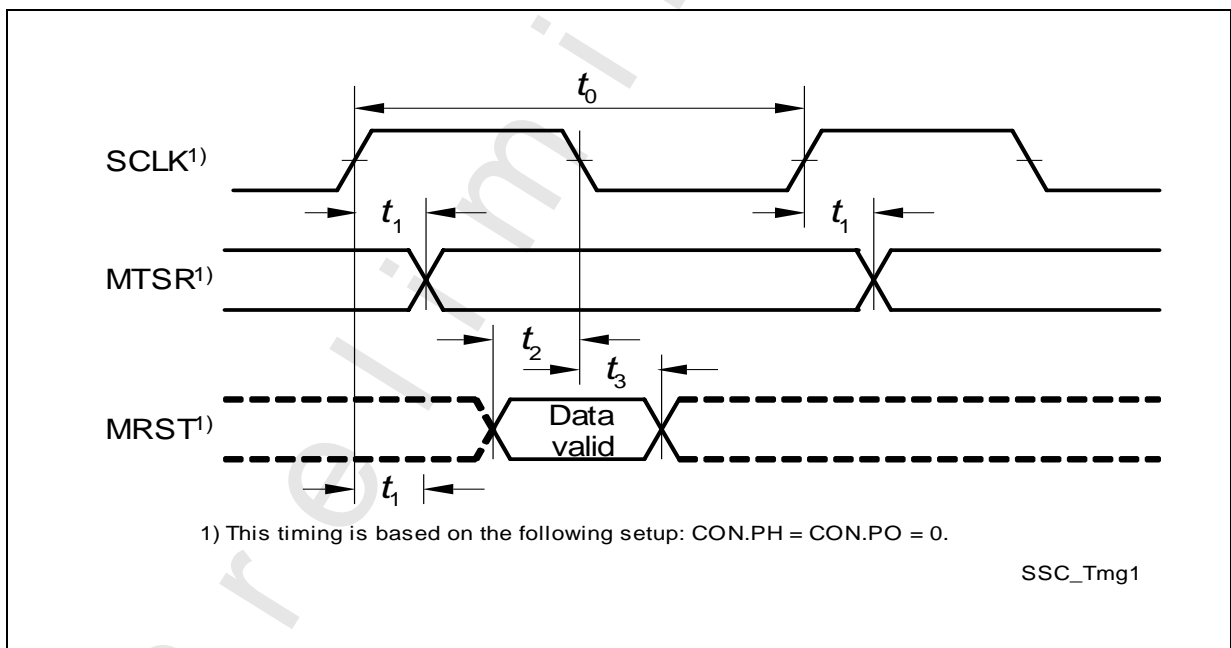 t0
SCLK1)
t1
t1
MTSR1)
t2
t3
MRST1)
Data
valid
t1
1) This timing is based on the following setup: CON.PH = CON.PO = 0.
SSC_Tmg1
r e l i m i